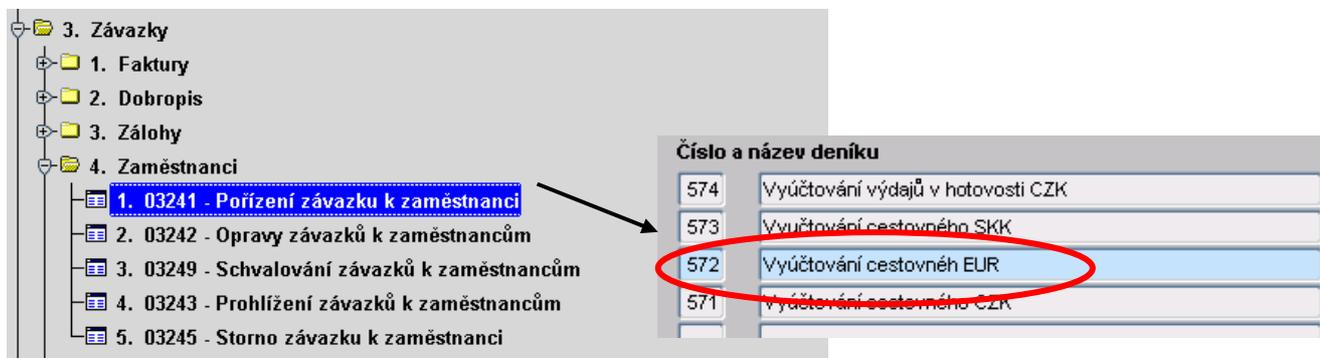 3. Závazky
1. Faktury
2. Dobropis
3. Zálohy
4. Zaměstnanci
1. 03241 - Pořízení závazku k zaměstnanci
2. 03242 - Opravy závazků k zaměstnancům
3. 03249 - Schvalování závazků k zaměstnancům
4. 03243 - Prohlížení závazků k zaměstnancům
5. 03245 - Storno závazku k zaměstnanci
Číslo a název deníku
574 Vyúčtování výdajů v hotovosti CZK
573 Vyúčtování cestovného SKK
572 Vyúčtování cestovnéh EUR
571 Vyúčtování cestovného CZK